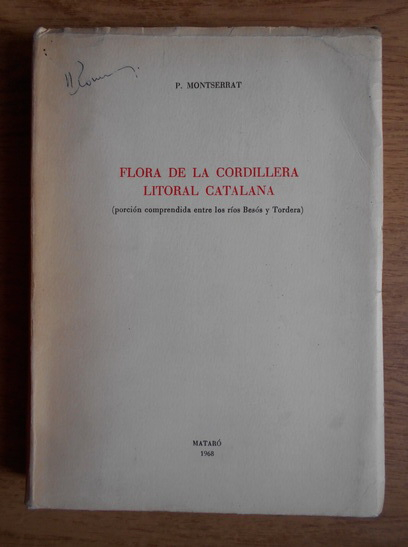 P. MONTSERRAT
FLORA DE LA CORDILLERA
LITORAL CATALANA
(porción comprendida entre los ríos Besós y Tordera)
MATARÓ
1968